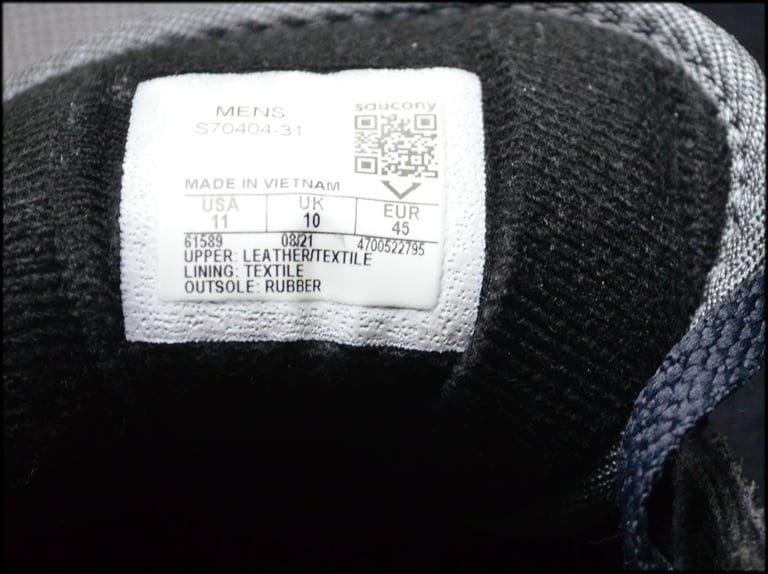 MENS
S70404-31
saucony
MADE IN VIETNAM
USA UK EUR
11 10 45
61589 08/21 4700522795
UPPER: LEATHER/TEXTILE
LINING: TEXTILE
OUTSOLE: RUBBER